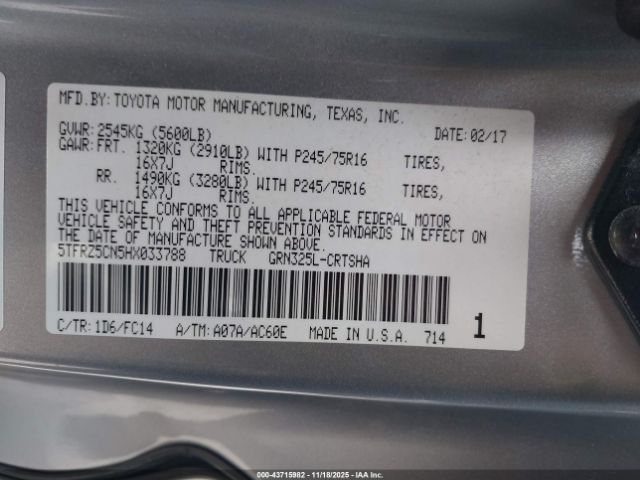 MFD.BY:TOYOTA MOTOR MANUFACTURING, TEXAS, INC.
GVWR:2545KG (5600LB) DATE:02/17
GAWR:FRT. 1320KG (2910LB) WITH P245/75R16 TIRES,
16X7J RIMS.
RR. 1490KG (3280LB) WITH P245/75R16 TIRES,
16X7J RIMS.
THIS VEHICLE CONFORMS TO ALL APPLICABLE FEDERAL MOTOR
VEHICLE SAFETY AND THEFT PREVENTION STANDARDS IN EFFECT ON
THE DATE OF MANUFACTURE SHOWN ABOVE.
5TFRZ5CN5HX033788 TRUCK GRN325L-CRTSHA
C/TR:1D6/FC14 A/TM:A07A/AC60E MADE IN U.S.A. 714 1
000-43715982 - 11/18/2025 - IAAI.COM